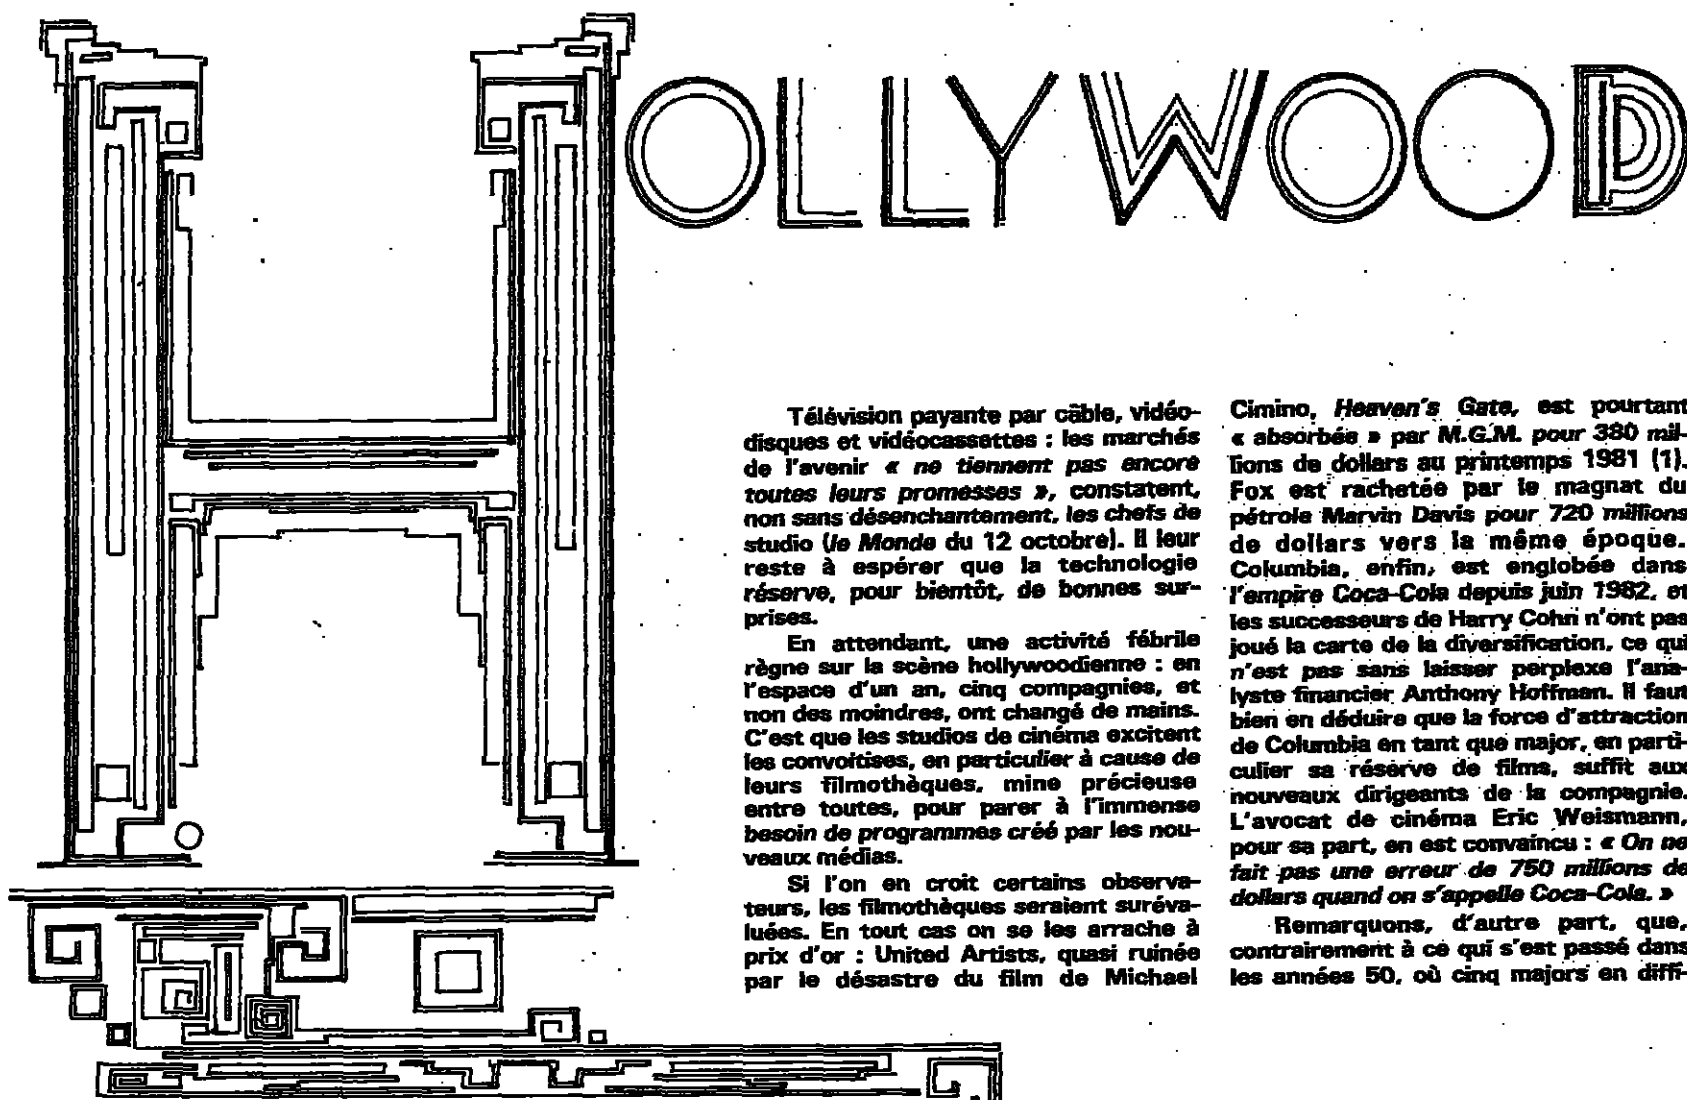 HOLLYWOOD
Télévision payante par câble, vidéo-
disques et vidéocassettes : les marchés
de l'avenir « ne tiennent pas encore
toutes leurs promesses », constatent,
non sans désenchantement, les chefs de
studio (le Monde du 12 octobre). Il leur
reste à espérer que la technologie
réserve, pour bientôt, de bonnes sur-
prises.
En attendant, une activité fébrile
règne sur la scène hollywoodienne : en
l'espace d'un an, cinq compagnies, et
non des moindres, ont changé de mains.
C'est que les studios de cinéma excitent
les convoitises, en particulier à cause de
leurs filmothèques, mine précieuse
entre toutes, pour parer à l'immense
besoin de programmes créé par les nou-
veaux médias.
Si l'on en croit certains observa-
teurs, les filmothèques seraient suréva-
luées. En tout cas on se les arrache à
prix d'or : United Artists, quasi ruinée
par le désastre du film de Michael
Cimino, Heaven's Gate, est pourtant
« absorbée » par M.G.M. pour 380 mil-
lions de dollars au printemps 1981 (1).
Fox est rachetée par le magnat du
pétrole Marvin Davis pour 720 millions
de dollars vers la même époque.
Columbia, enfin, est englobée dans
l'empire Coca-Cola depuis juin 1982, et
les successeurs de Harry Cohn n'ont pas
joué la carte de la diversification, ce qui
n'est pas sans laisser perplexe l'ana-
lyste financier Anthony Hoffman. Il faut
bien en déduire que la force d'attraction
de Columbia en tant que major, en parti-
culier sa réserve de films, suffit aux
nouveaux dirigeants de la compagnie.
L'avocat de cinéma Eric Weismann,
pour sa part, en est convaincu : « On ne
fait pas une erreur de 750 millions de
dollars quand on s'appelle Coca-Cola. »
Remarquons, d'autre part, que,
contrairement à ce qui s'est passé dans
les années 50, où cinq majors en diffi-